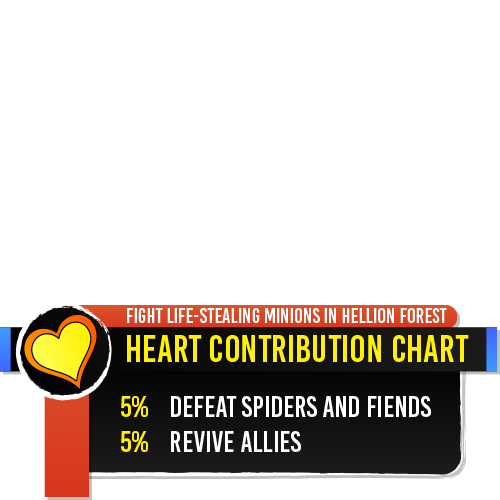 FIGHT LIFE-STEALING MINIONS IN HELLION FOREST
HEART CONTRIBUTION CHART
5% DEFEAT SPIDERS AND FIENDS
5% REVIVE ALLIES